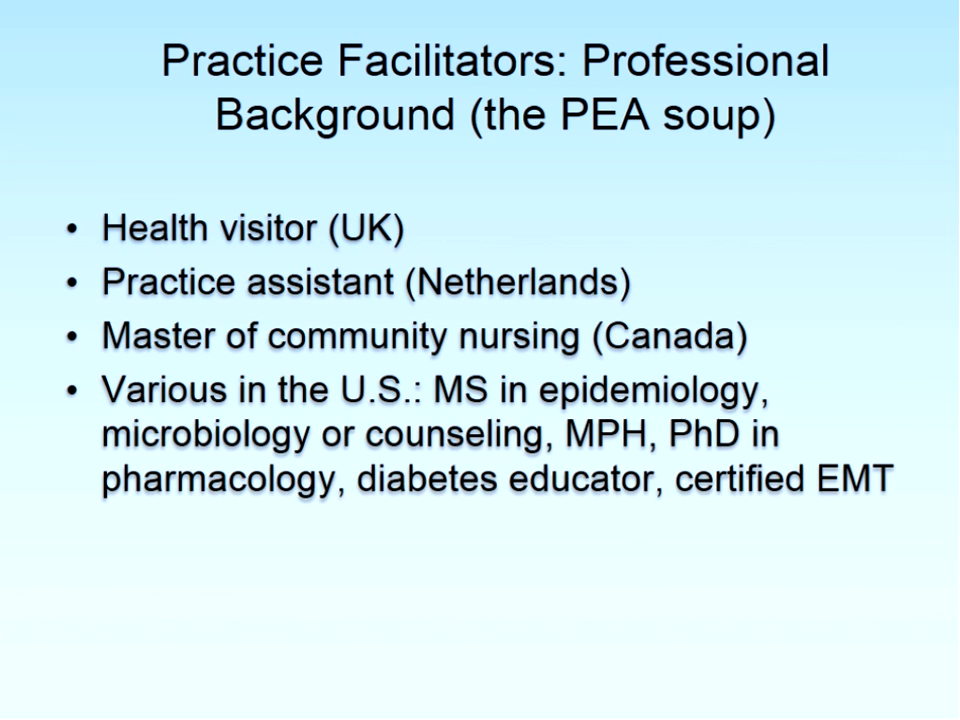 Practice Facilitators: Professional
Background (the PEA soup)
• Health visitor (UK)
• Practice assistant (Netherlands)
• Master of community nursing (Canada)
• Various in the U.S.: MS in epidemiology,
microbiology or counseling, MPH, PhD in
pharmacology, diabetes educator, certified EMT